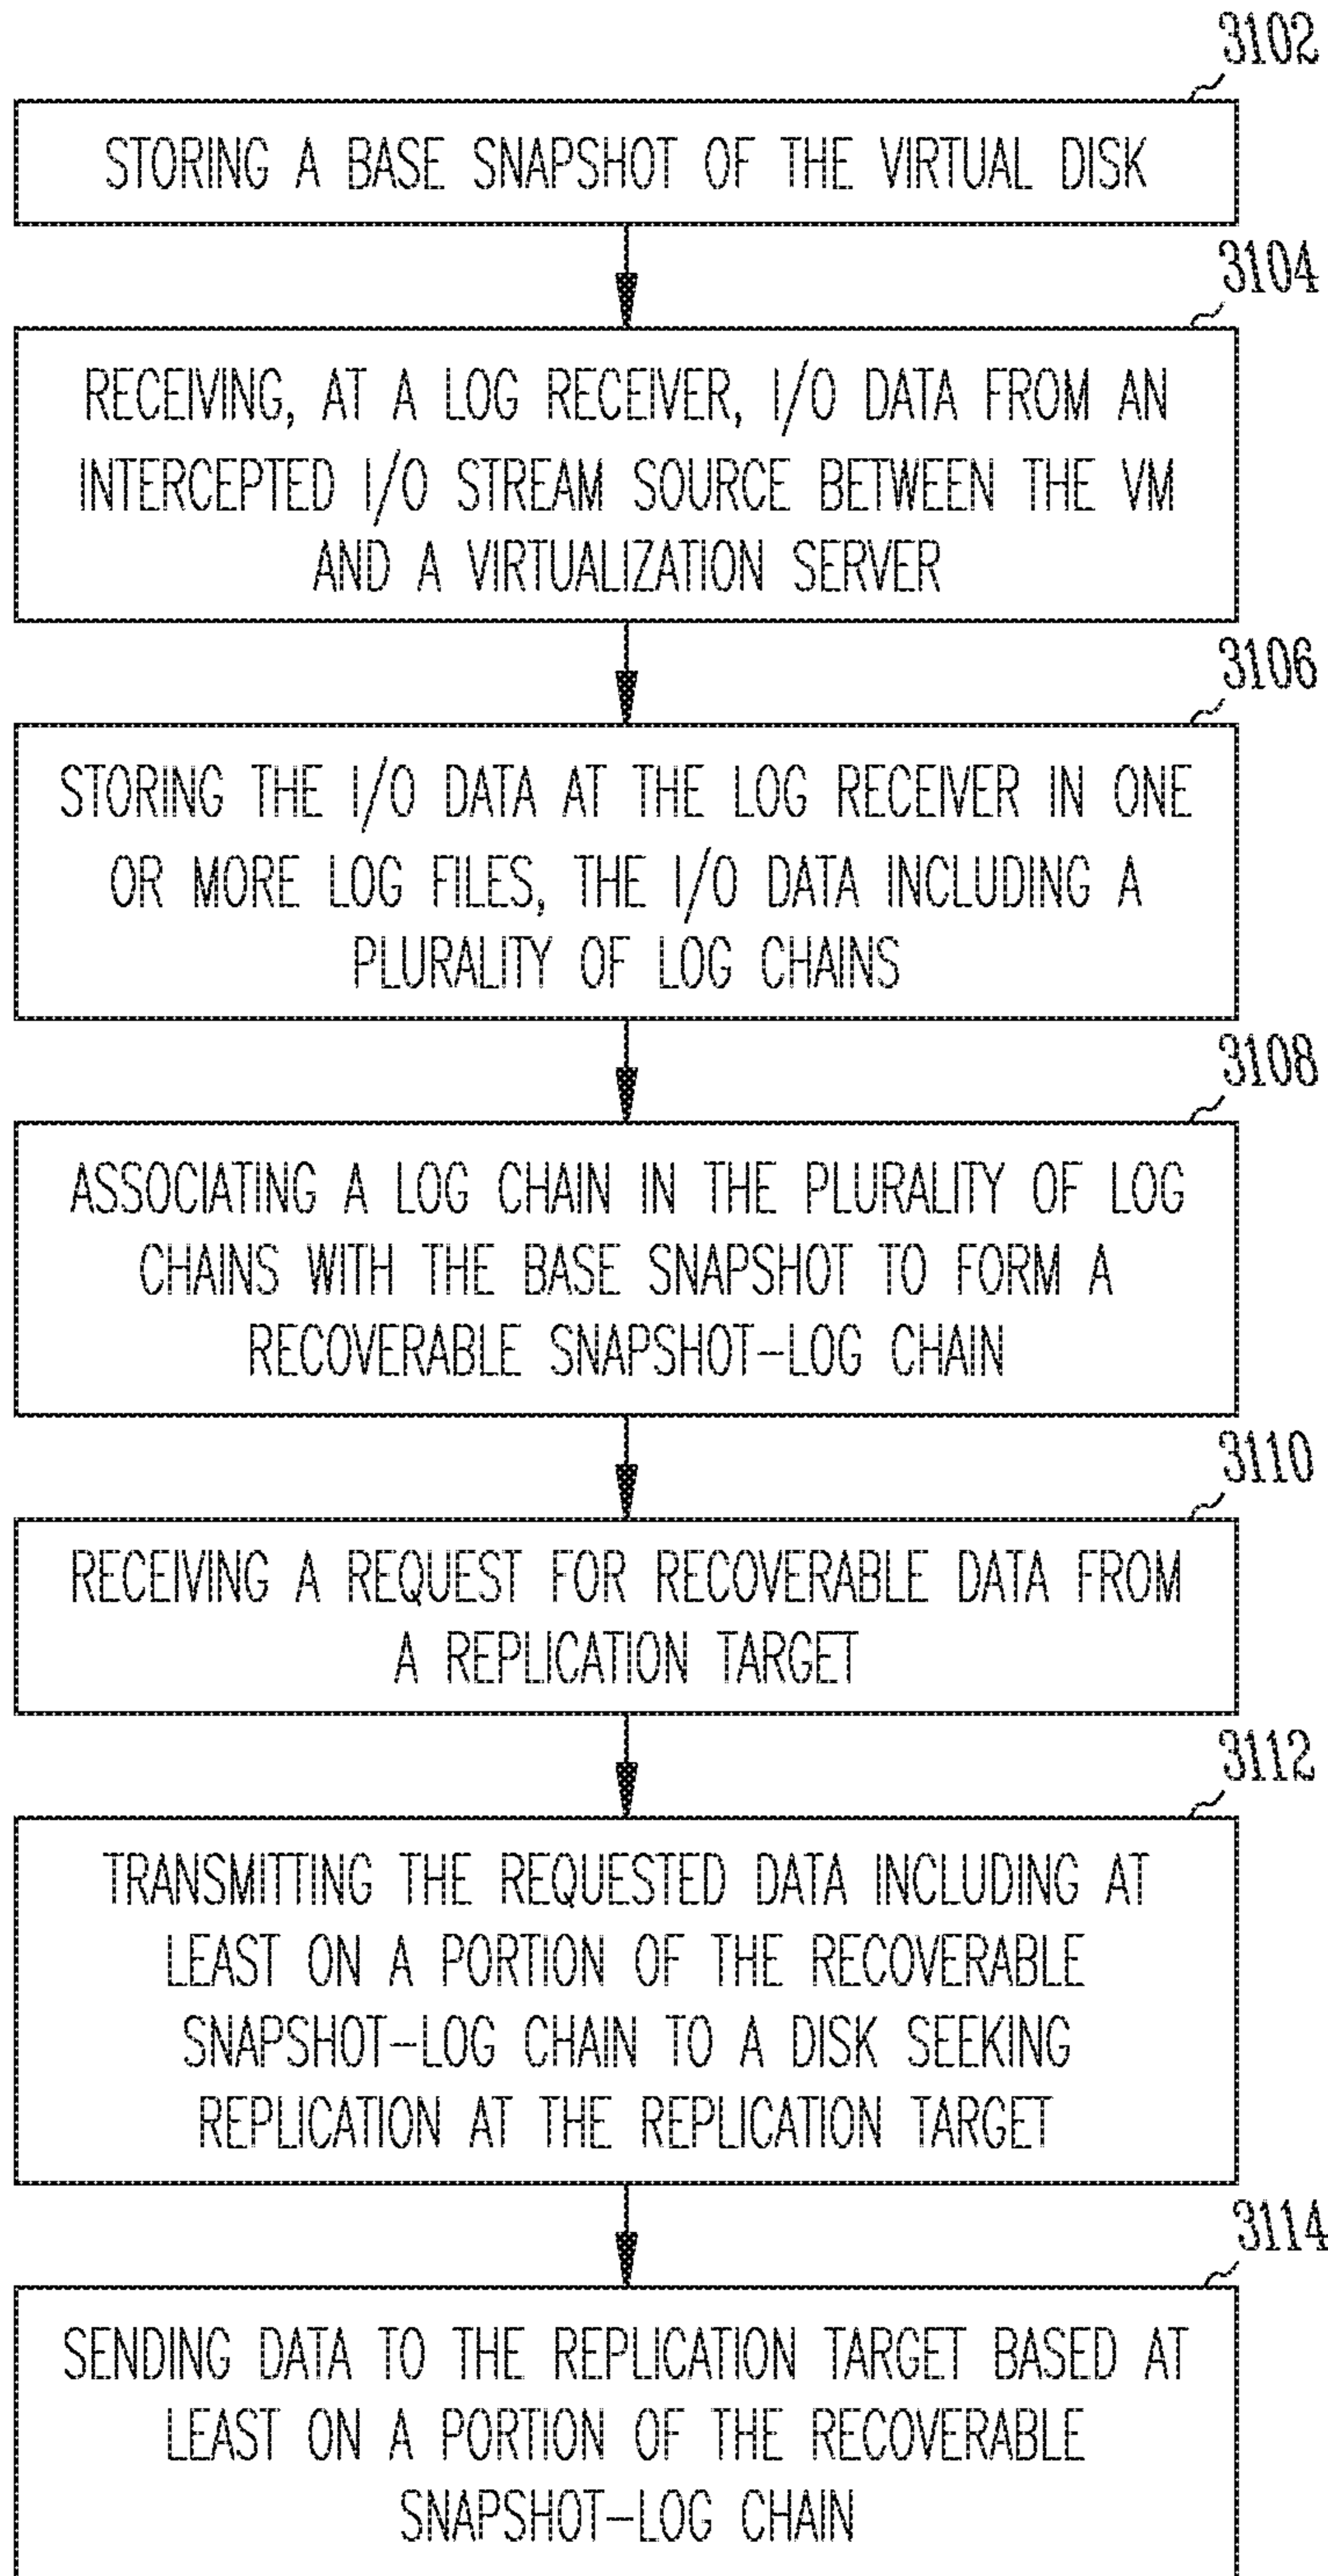 3102
STORING A BASE SNAPSHOT OF THE VIRTUAL DISK
3104
RECEIVING, AT A LOG RECEIVER, I/O DATA FROM AN
INTERCEPTED I/O STREAM SOURCE BETWEEN THE VM
AND A VIRTUALIZATION SERVER
3106
STORING THE I/O DATA AT THE LOG RECEIVER IN ONE
OR MORE LOG FILES, THE I/O DATA INCLUDING A
PLURALITY OF LOG CHAINS
3108
ASSOCIATING A LOG CHAIN IN THE PLURALITY OF LOG
CHAINS WITH THE BASE SNAPSHOT TO FORM A
RECOVERABLE SNAPSHOT-LOG CHAIN
3110
RECEIVING A REQUEST FOR RECOVERABLE DATA FROM
A REPLICATION TARGET
3112
TRANSMITTING THE REQUESTED DATA INCLUDING AT
LEAST ON A PORTION OF THE RECOVERABLE
SNAPSHOT-LOG CHAIN TO A DISK SEEKING
REPLICATION AT THE REPLICATION TARGET
3114
SENDING DATA TO THE REPLICATION TARGET BASED AT
LEAST ON A PORTION OF THE RECOVERABLE
SNAPSHOT-LOG CHAIN